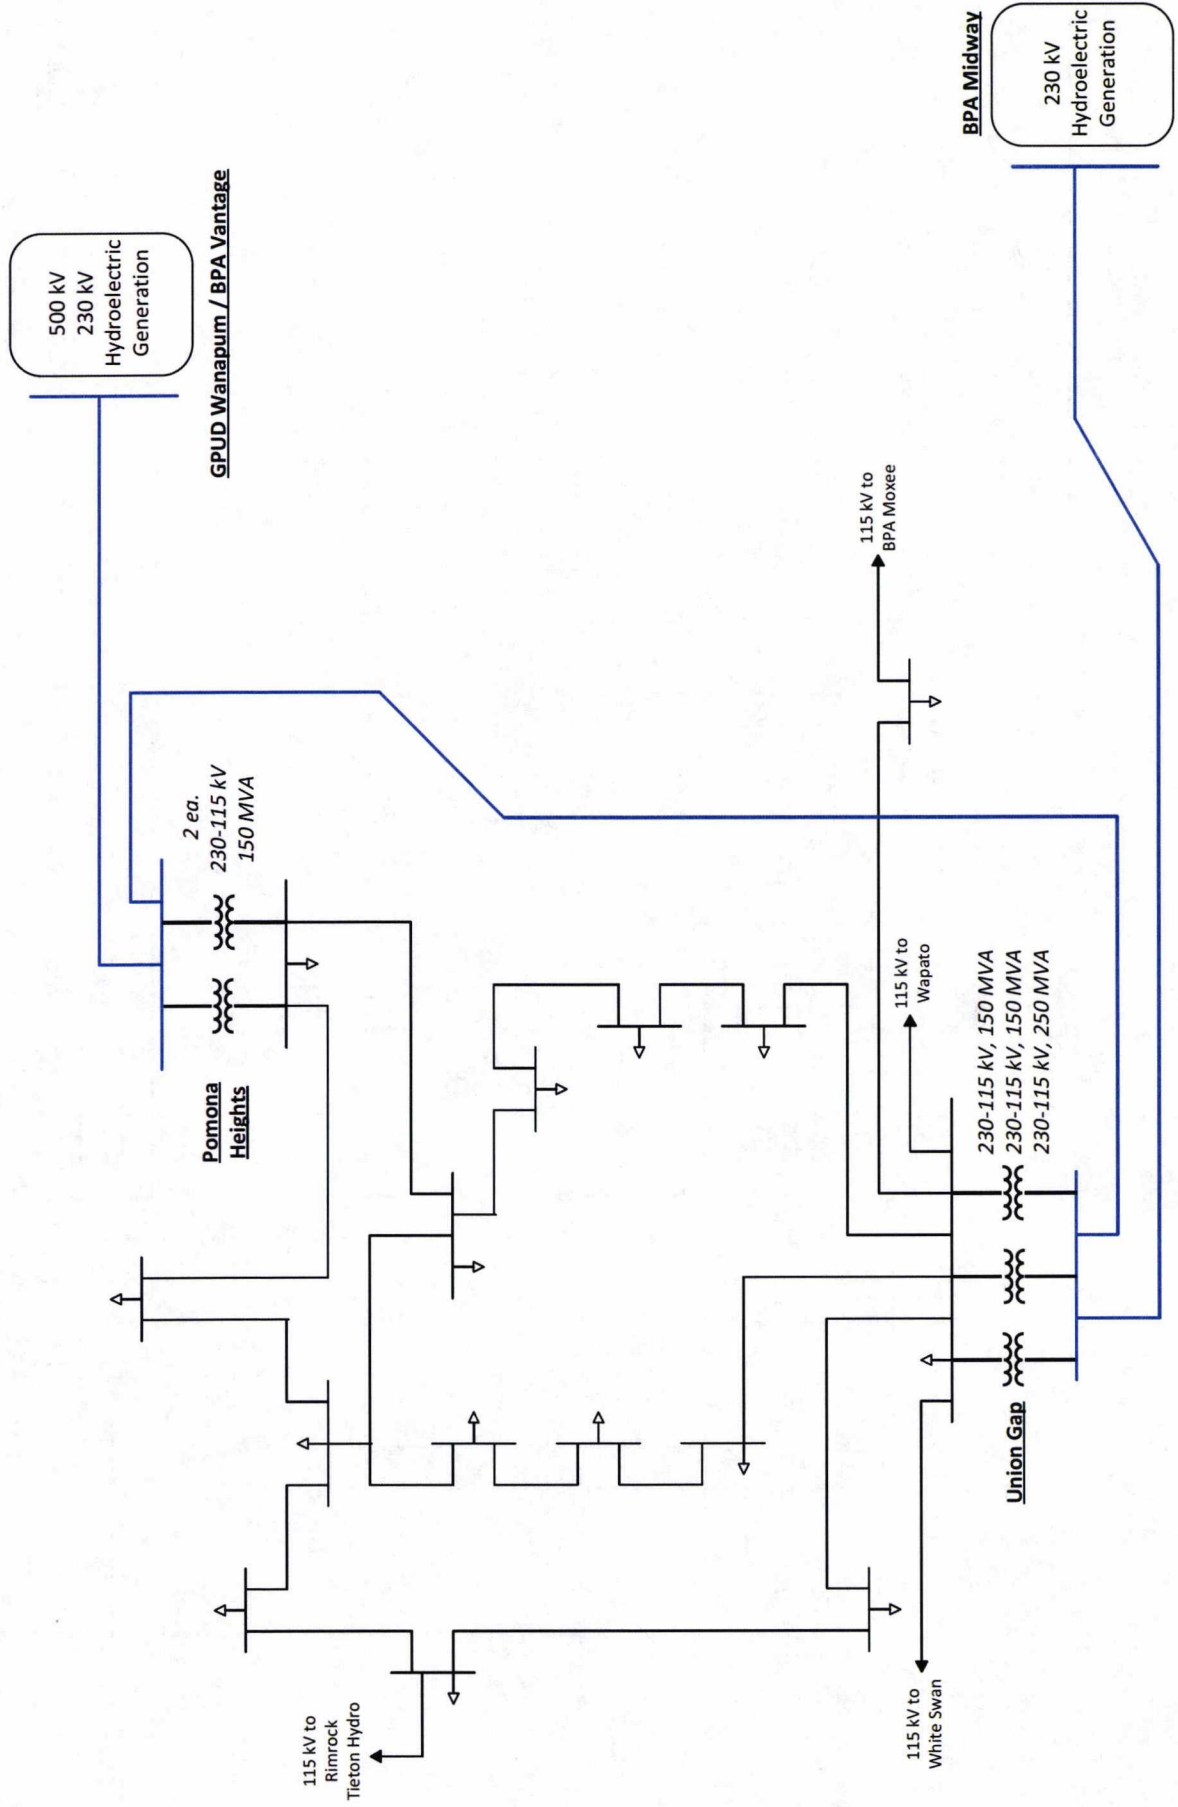 500 kV
230 kV
Hydroelectric
Generation
GPUD Wanapum / BPA Vantage
BPA Midway
230 kV
Hydroelectric
Generation
2 ea.
230-115 kV
150 MVA
Pomona
Heights
115 kV to
BPA Moxee
115 kV to
Wapato
230-115 kV, 150 MVA
230-115 kV, 150 MVA
230-115 kV, 250 MVA
Union Gap
115 kV to
Rimrock
Tieton Hydro
115 kV to
White Swan